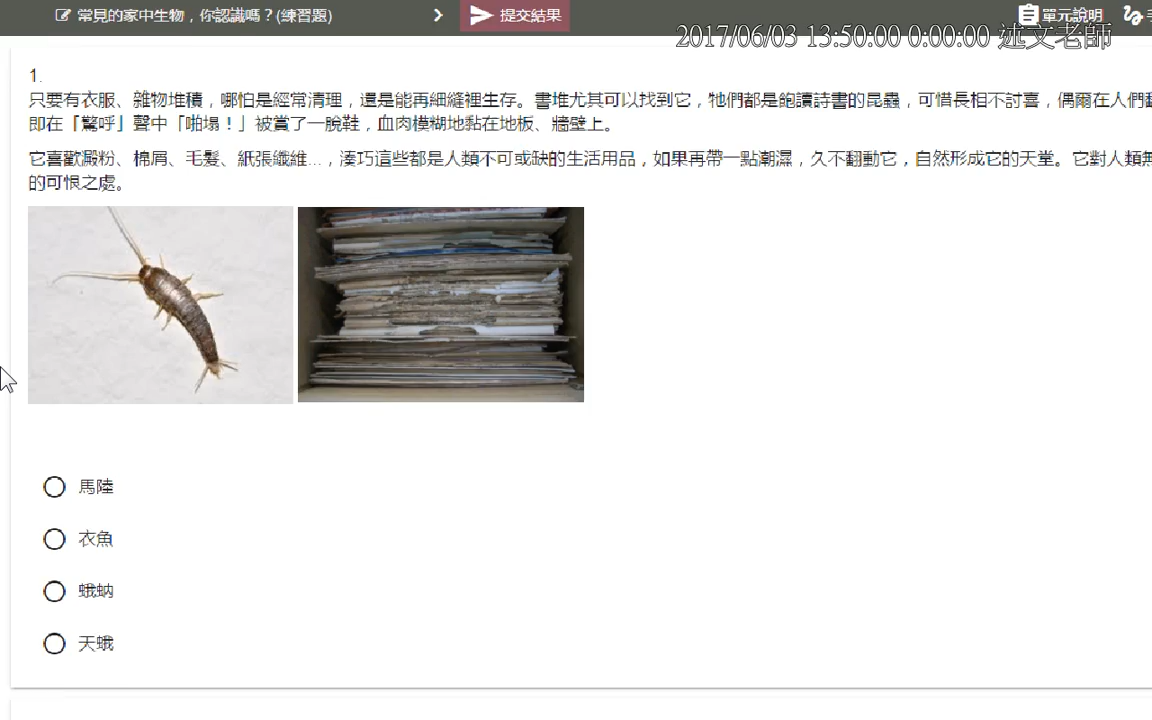 常見的家中生物，你認識嗎？(練習題)
提交結果
單元說明
2017/06/03 13:50:00 0:00:00 述文老師
1.
只要有衣服、雜物堆積，哪怕是經常清理，還是能再細縫裡生存。書堆尤其可以找到它，牠們都是飽讀詩書的昆蟲，可惜長相不討喜，偶爾在人們翻
即在「驚呼」聲中「啪塌！」被賞了一脫鞋，血肉模糊地黏在地板、牆壁上。
它喜歡澱粉、棉屑、毛髮、紙張纖維...，湊巧這些都是人類不可或缺的生活用品，如果再帶一點潮濕，久不翻動它，自然形成它的天堂。它對人類無
的可恨之處。
馬陸
衣魚
蛾蚋
天蛾